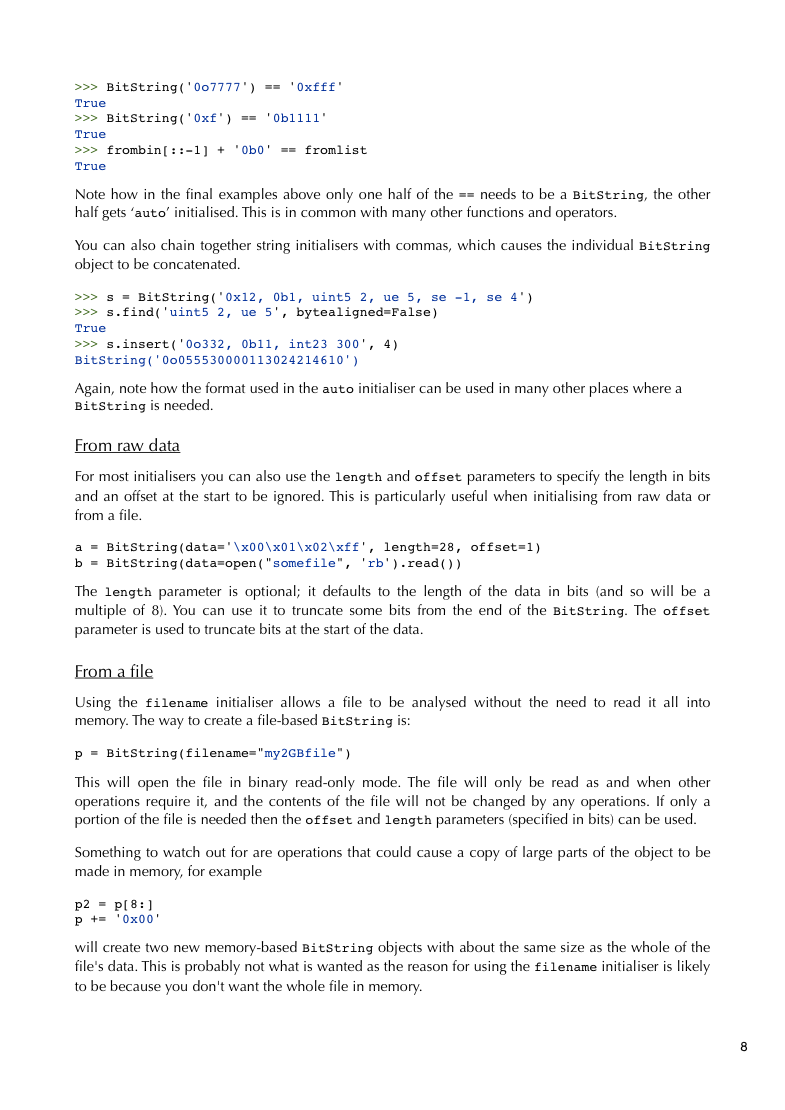 >>> BitString('0o7777') == '0xfff'
True
>>> BitString('0xf') == '0b1111'
True
>>> frombin[::-1] + '0b0' == fromlist
True
Note how in the final examples above only one half of the == needs to be a BitString, the other
half gets ‘auto’ initialised. This is in common with many other functions and operators.
You can also chain together string initialisers with commas, which causes the individual BitString
object to be concatenated.
>>> s = BitString('0x12, 0b1, uint5 2, ue 5, se -1, se 4')
>>> s.find('uint5 2, ue 5', bytealigned=False)
True
>>> s.insert('0o332, 0b11, int23 300', 4)
BitString('0o055530000113024214610')
Again, note how the format used in the auto initialiser can be used in many other places where a
BitString is needed.
From raw data
For most initialisers you can also use the length and offset parameters to specify the length in bits
and an offset at the start to be ignored. This is particularly useful when initialising from raw data or
from a file.
a = BitString(data='\x00\x01\x02\xff', length=28, offset=1)
b = BitString(data=open("somefile", 'rb').read())
The length parameter is optional; it defaults to the length of the data in bits (and so will be a
multiple of 8). You can use it to truncate some bits from the end of the BitString. The offset
parameter is used to truncate bits at the start of the data.
From a file
Using the filename initialiser allows a file to be analysed without the need to read it all into
memory. The way to create a file-based BitString is:
p = BitString(filename="my2GBfile")
This will open the file in binary read-only mode. The file will only be read as and when other
operations require it, and the contents of the file will not be changed by any operations. If only a
portion of the file is needed then the offset and length parameters (specified in bits) can be used.
Something to watch out for are operations that could cause a copy of large parts of the object to be
made in memory, for example
p2 = p[8:]
p += '0x00'
will create two new memory-based BitString objects with about the same size as the whole of the
file's data. This is probably not what is wanted as the reason for using the filename initialiser is likely
to be because you don't want the whole file in memory.
8